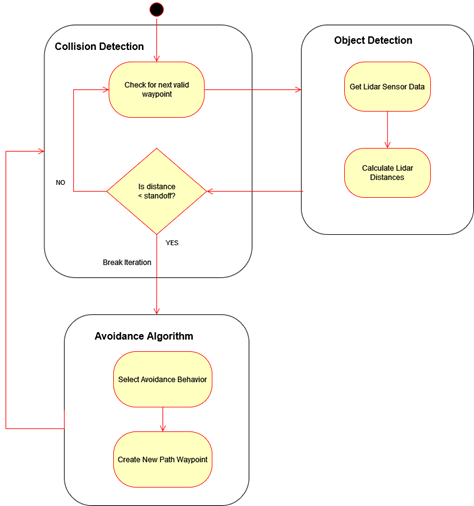 Collision Detection
Check for next valid
waypoint
Is distance
< standoff?
NO
YES
Break Iteration
Object Detection
Get Lidar Sensor Data
Calculate Lidar
Distances
Avoidance Algorithm
Select Avoidance Behavior
Create New Path Waypoint